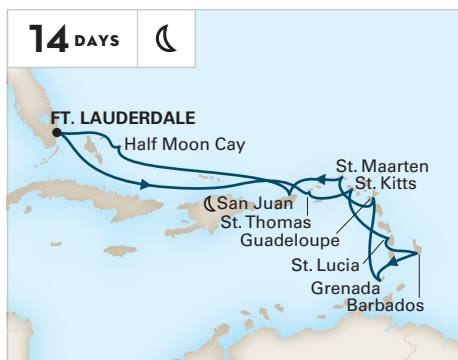 14 DAYS
FT. LAUDERDALE
Half Moon Cay
St. Maarten
St. Kitts
San Juan
St. Thomas
Guadeloupe
St. Lucia
Grenada
Barbados